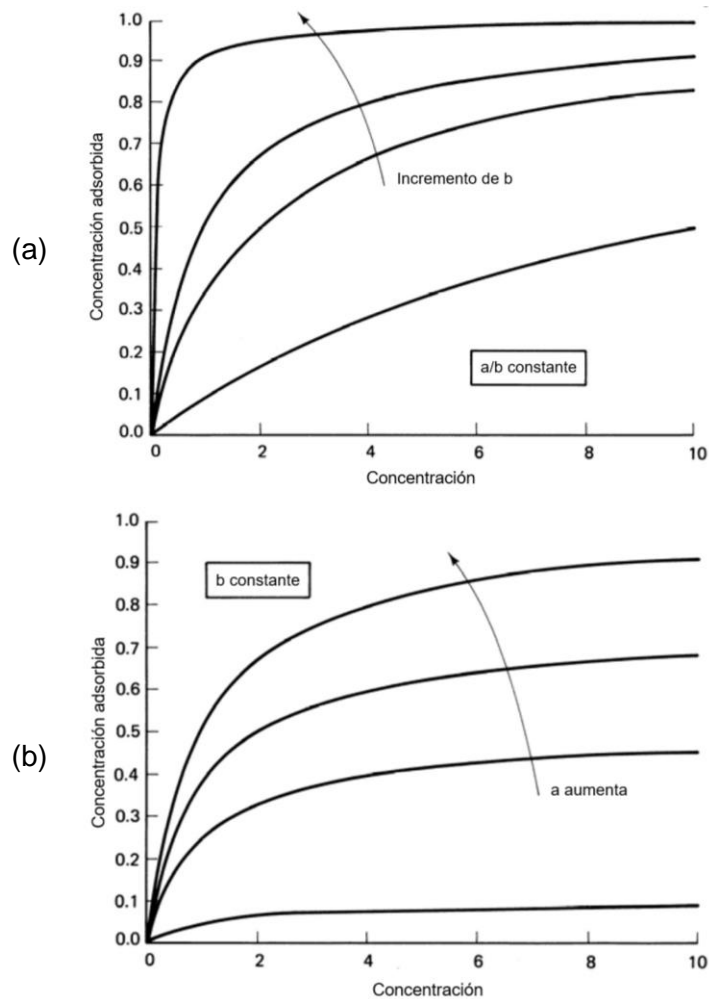 (a)
Concentración adsorbida
1.0
0.9
0.8
0.7
0.6
0.5
0.4
0.3
0.2
0.1
0.0
Incremento de b
a/b constante
0 2 4 6 8 10
Concentración
(b)
Concentración adsorbida
1.0
0.9
0.8
0.7
0.6
0.5
0.4
0.3
0.2
0.1
0.0
b constante
a aumenta
0 2 4 6 8 10
Concentración